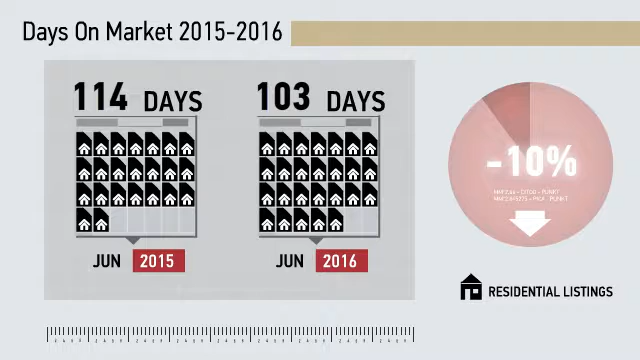 Days On Market 2015-2016
114 DAYS
103 DAYS
-10%
JUN 2015
JUN 2016
RESIDENTIAL LISTINGS